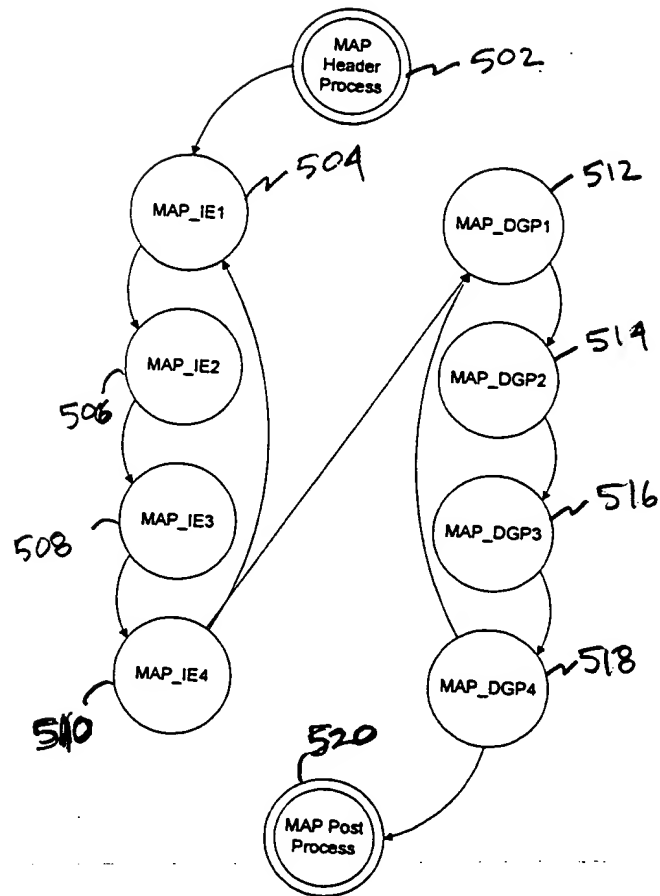 MAP
Header
Process
502
MAP_IE1
504
MAP_IE2
506
MAP_IE3
508
MAP_IE4
510
MAP_DGP1
512
MAP_DGP2
514
MAP_DGP3
516
MAP_DGP4
518
520
MAP Post
Process